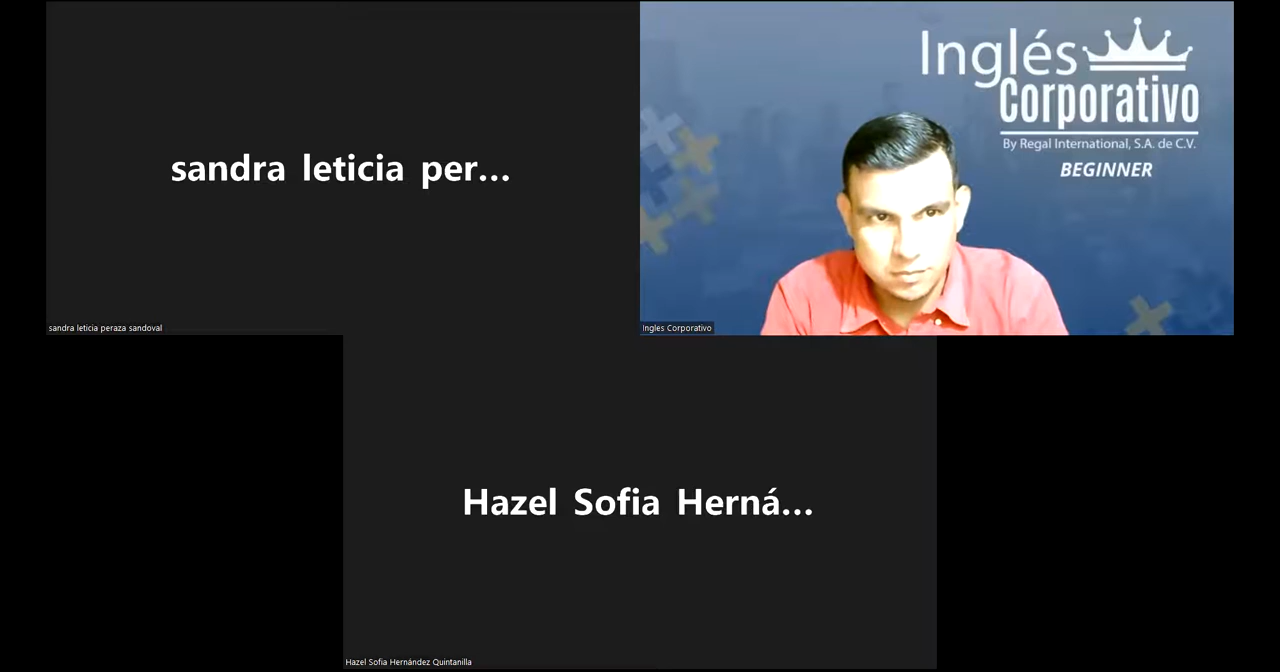 sandra leticia per...
sandra leticia peraza sandoval
Inglés
Corporativo
By Regal International, S.A. de C.V.
BEGINNER
Ingles Corporativo
Hazel Sofia Herná...
Hazel Sofia Hernández Quintanilla